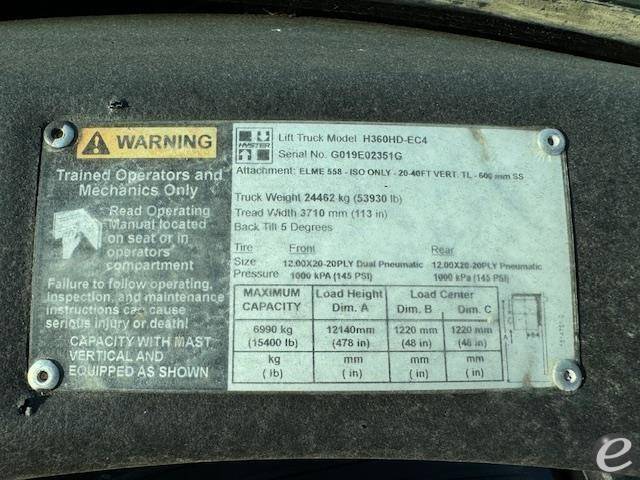 WARNING
Trained Operators and
Mechanics Only
Read Operating
Manual located
on seat or in
operators
compartment
Failure to follow operating,
inspection, and maintenance
instructions can cause
serious injury or death!
CAPACITY WITH MAST
VERTICAL AND
EQUIPPED AS SHOWN
HYSTER
Lift Truck Model H360HD-EC4
Serial No. G019E02351G
Attachment: ELME 558 - ISO ONLY - 20-40FT VERT. TL - 600 mm SS
Truck Weight 24462 kg (53930 lb)
Tread Width 3710 mm (113 in)
Back Tilt 5 Degrees
Tire Front Rear
Size 12.00X20-20PLY Dual Pneumatic 12.00X20-20PLY Pneumatic
Pressure 1000 kPA (145 PSI) 1000 kPa (145 PSI)
MAXIMUM CAPACITY Load Height Dim. A Load Center Dim. B Dim. C
6990 kg 12140mm 1220 mm 1220 mm
(15400 lb) (478 in) (48 in) (48 in)
kg mm mm mm
( lb) ( in) ( in) ( in)
e